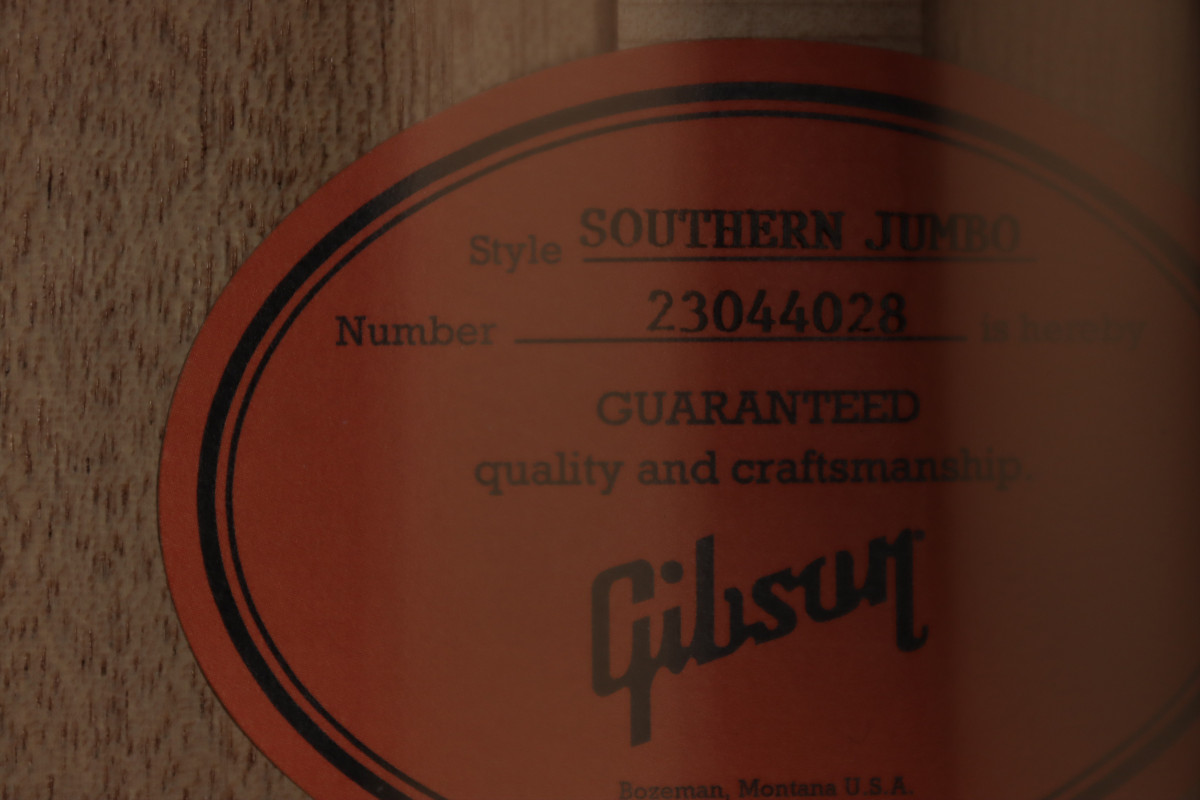 Style SOUTHERN JUMBO
Number 23044028 is hereby
GUARANTEED
quality and craftsmanship.
Gibson
Bozeman, Montana U.S.A.